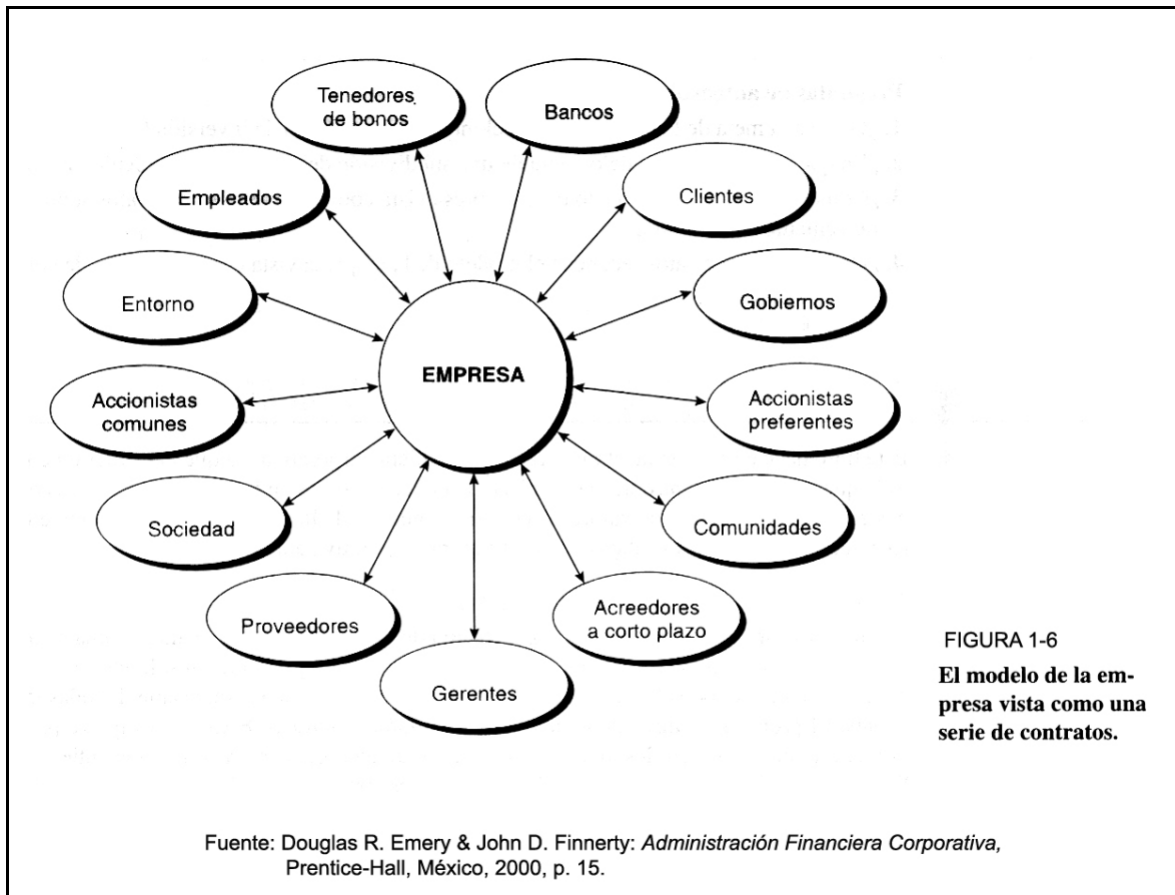 Tenedores
de bonos
Bancos
Empleados
Clientes
Entorno
Gobiernos
EMPRESA
Accionistas
comunes
Accionistas
preferentes
Sociedad
Comunidades
Proveedores
Acreedores
a corto plazo
Gerentes
FIGURA 1-6
El modelo de la em-
presa vista como una
serie de contratos.
Fuente: Douglas R. Emery & John D. Finnerty: Administración Financiera Corporativa,
Prentice-Hall, México, 2000, p. 15.